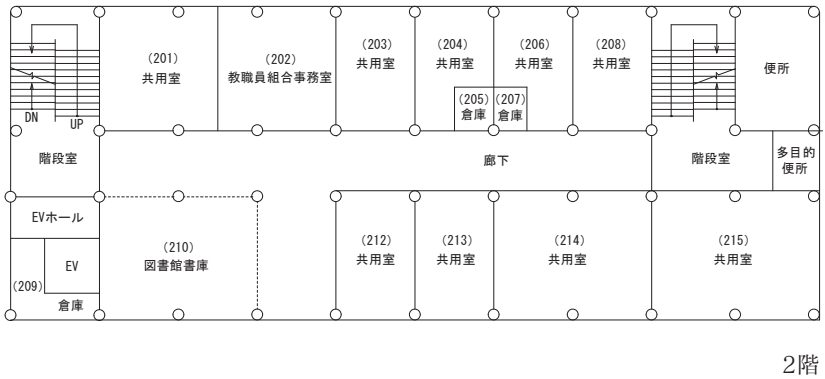 (201)
共用室
(202)
教職員組合事務室
(203)
共用室
(204)
共用室
(206)
共用室
(208)
共用室
便所
(205)
倉庫
(207)
倉庫
DN
UP
階段室
廊下
階段室
多目的
便所
EVホール
(210)
図書館書庫
(212)
共用室
(213)
共用室
(214)
共用室
(215)
共用室
EV
(209)
倉庫
2階